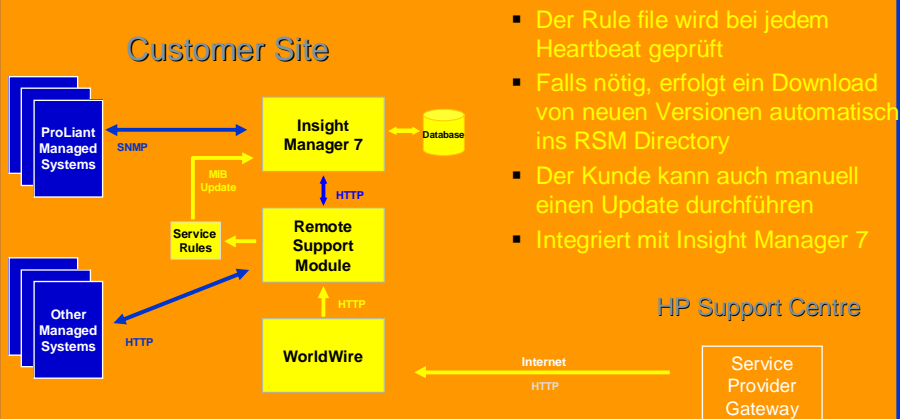 Customer Site
ProLiant
Managed
Systems
SNMP
Insight
Manager 7
Database
MIB
Update
HTTP
Service
Rules
Remote
Support
Module
HTTP
Other
Managed
Systems
HTTP
WorldWire
Internet
HTTP
▪ Der Rule file wird bei jedem
Heartbeat geprüft
▪ Falls nötig, erfolgt ein Download
von neuen Versionen automatisch
ins RSM Directory
▪ Der Kunde kann auch manuell
einen Update durchführen
▪ Integriert mit Insight Manager 7
HP Support Centre
Service
Provider
Gateway